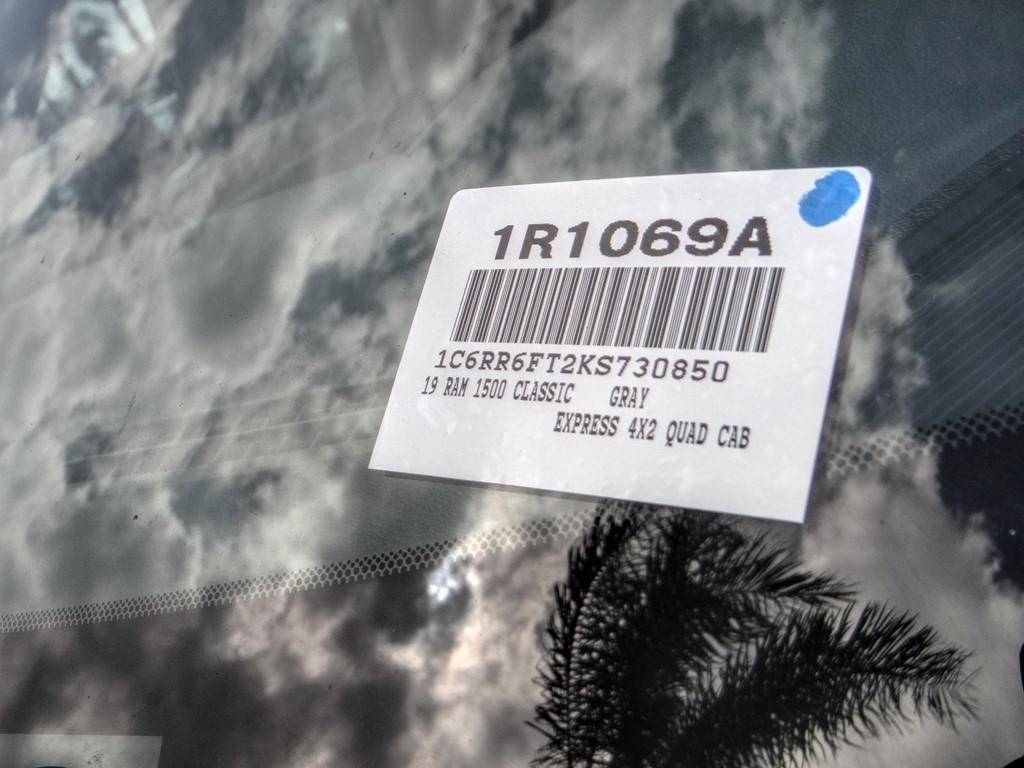 1R1069A
1C6RR6FT2KS730850
19 RAM 1500 CLASSIC GRAY
EXPRESS 4X2 QUAD CAB